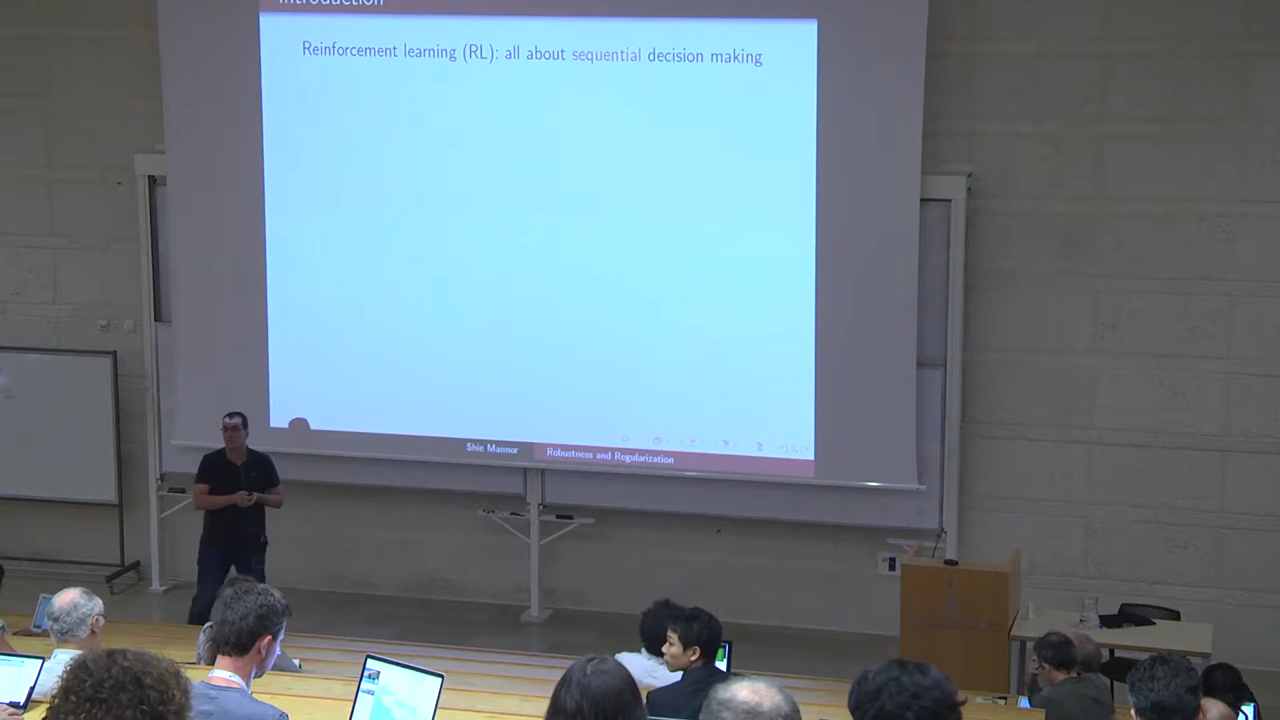 Introduction
Reinforcement learning (RL): all about sequential decision making
Shie Mannor
Robustness and Regularization